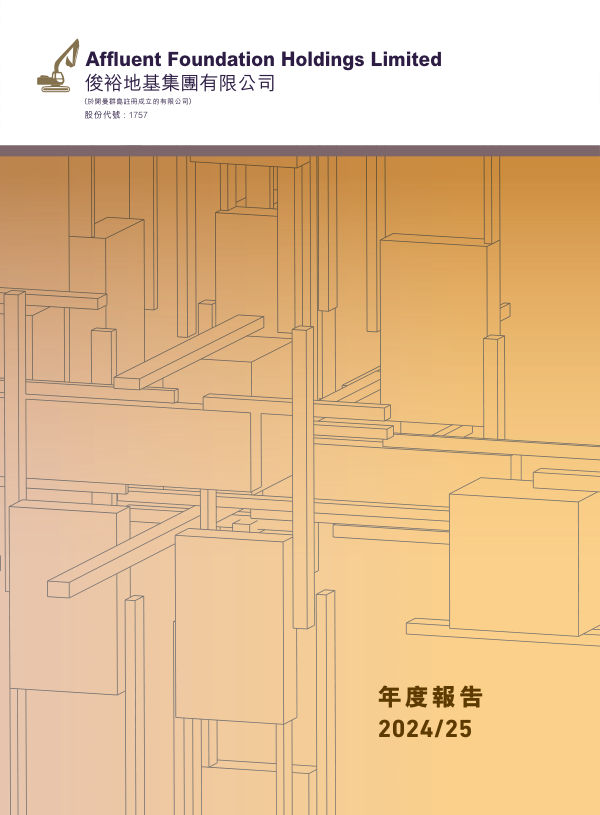 Affluent Foundation Holdings Limited
俊裕地基集團有限公司
(於開曼群島註冊成立的有限公司)
股份代號 : 1757
年度報告
2024/25